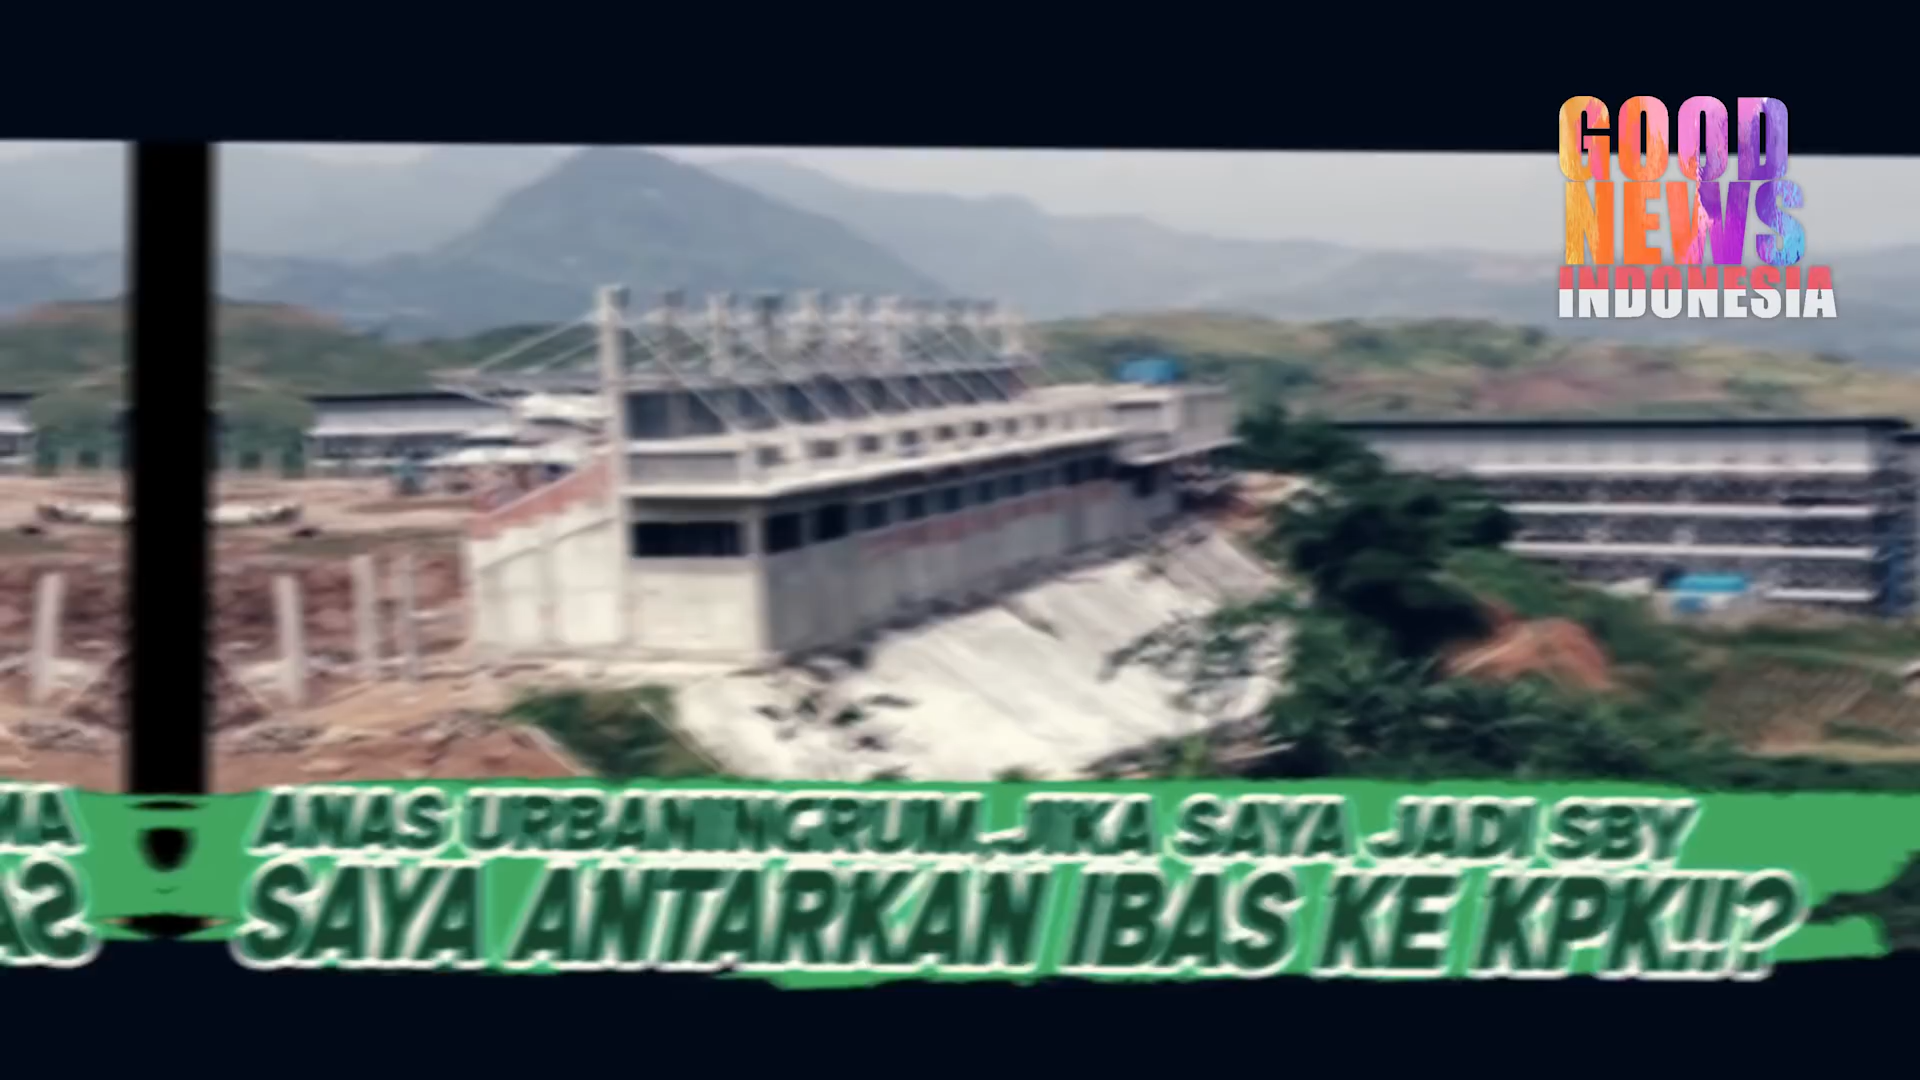 GOOD
NEWS
INDONESIA
ANAS URBANINGRUM, JIKA SAYA JADI SBY
SAYA ANTARKAN IBAS KE KPK!!?